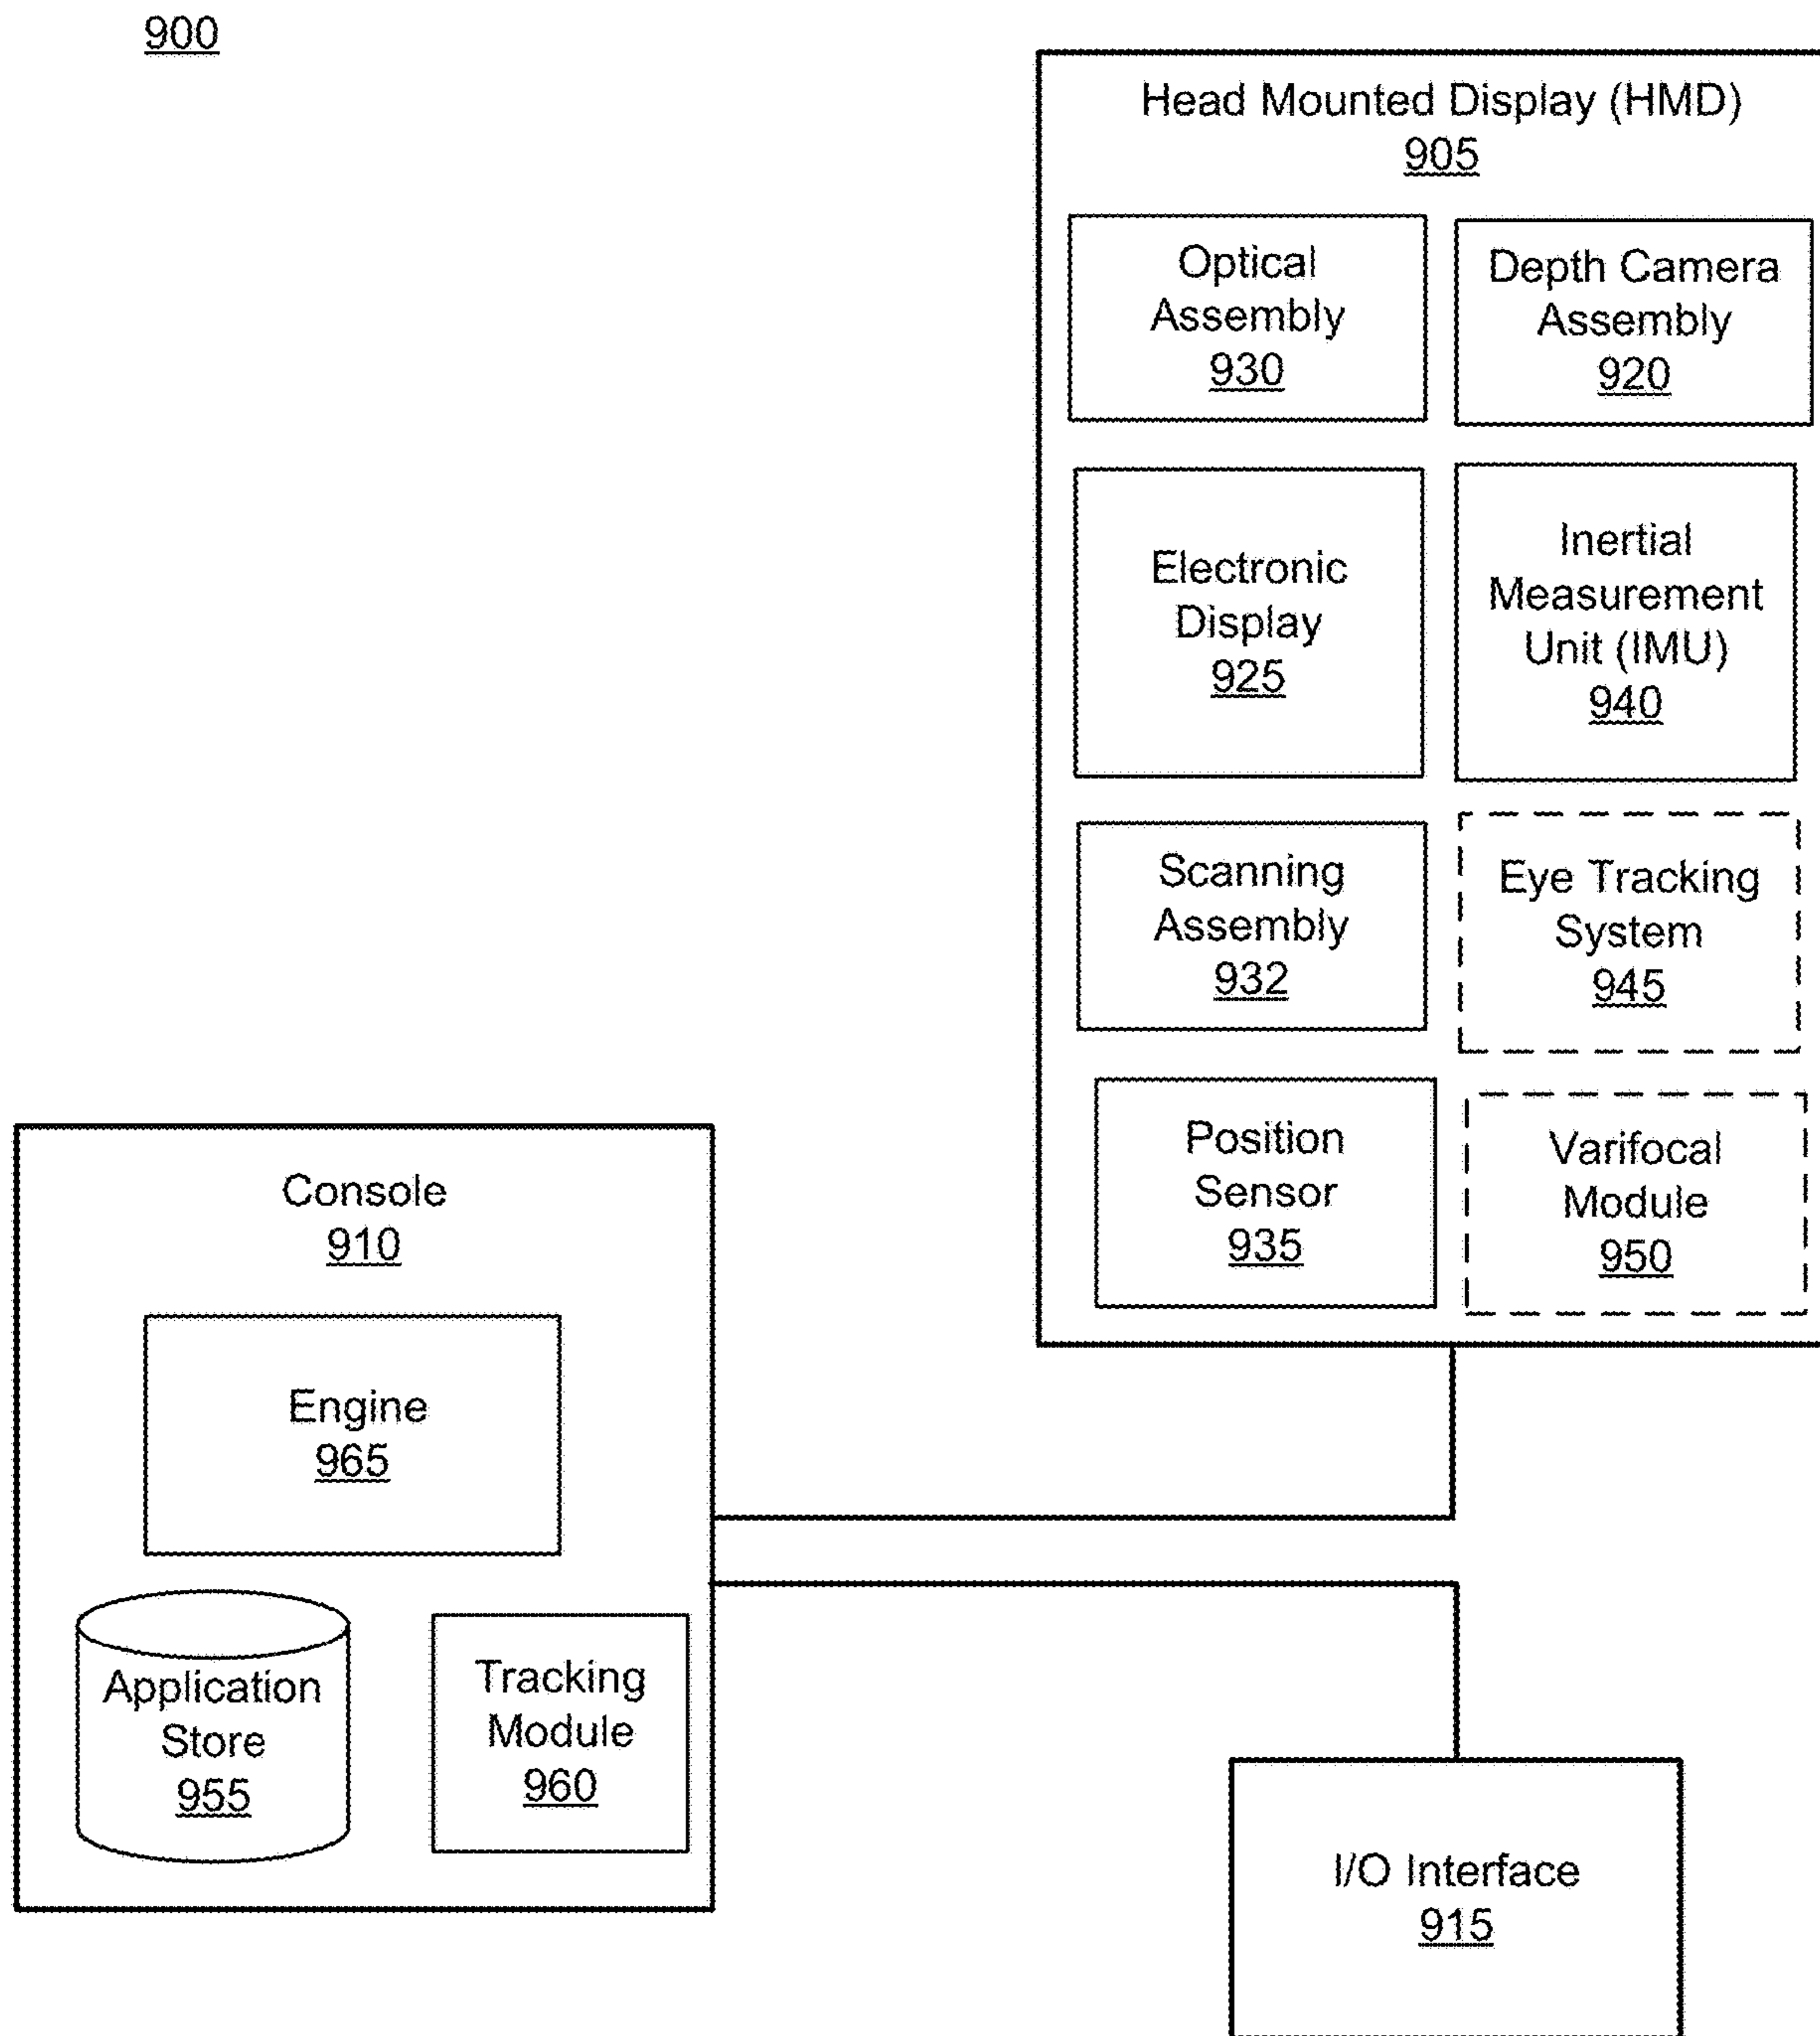 900
Head Mounted Display (HMD)
905
Optical
Assembly
930
Depth Camera
Assembly
920
Electronic
Display
925
Inertial
Measurement
Unit (IMU)
940
Scanning
Assembly
932
Eye Tracking
System
945
Position
Sensor
935
Varifocal
Module
950
Console
910
Engine
965
Application
Store
955
Tracking
Module
960
I/O Interface
915